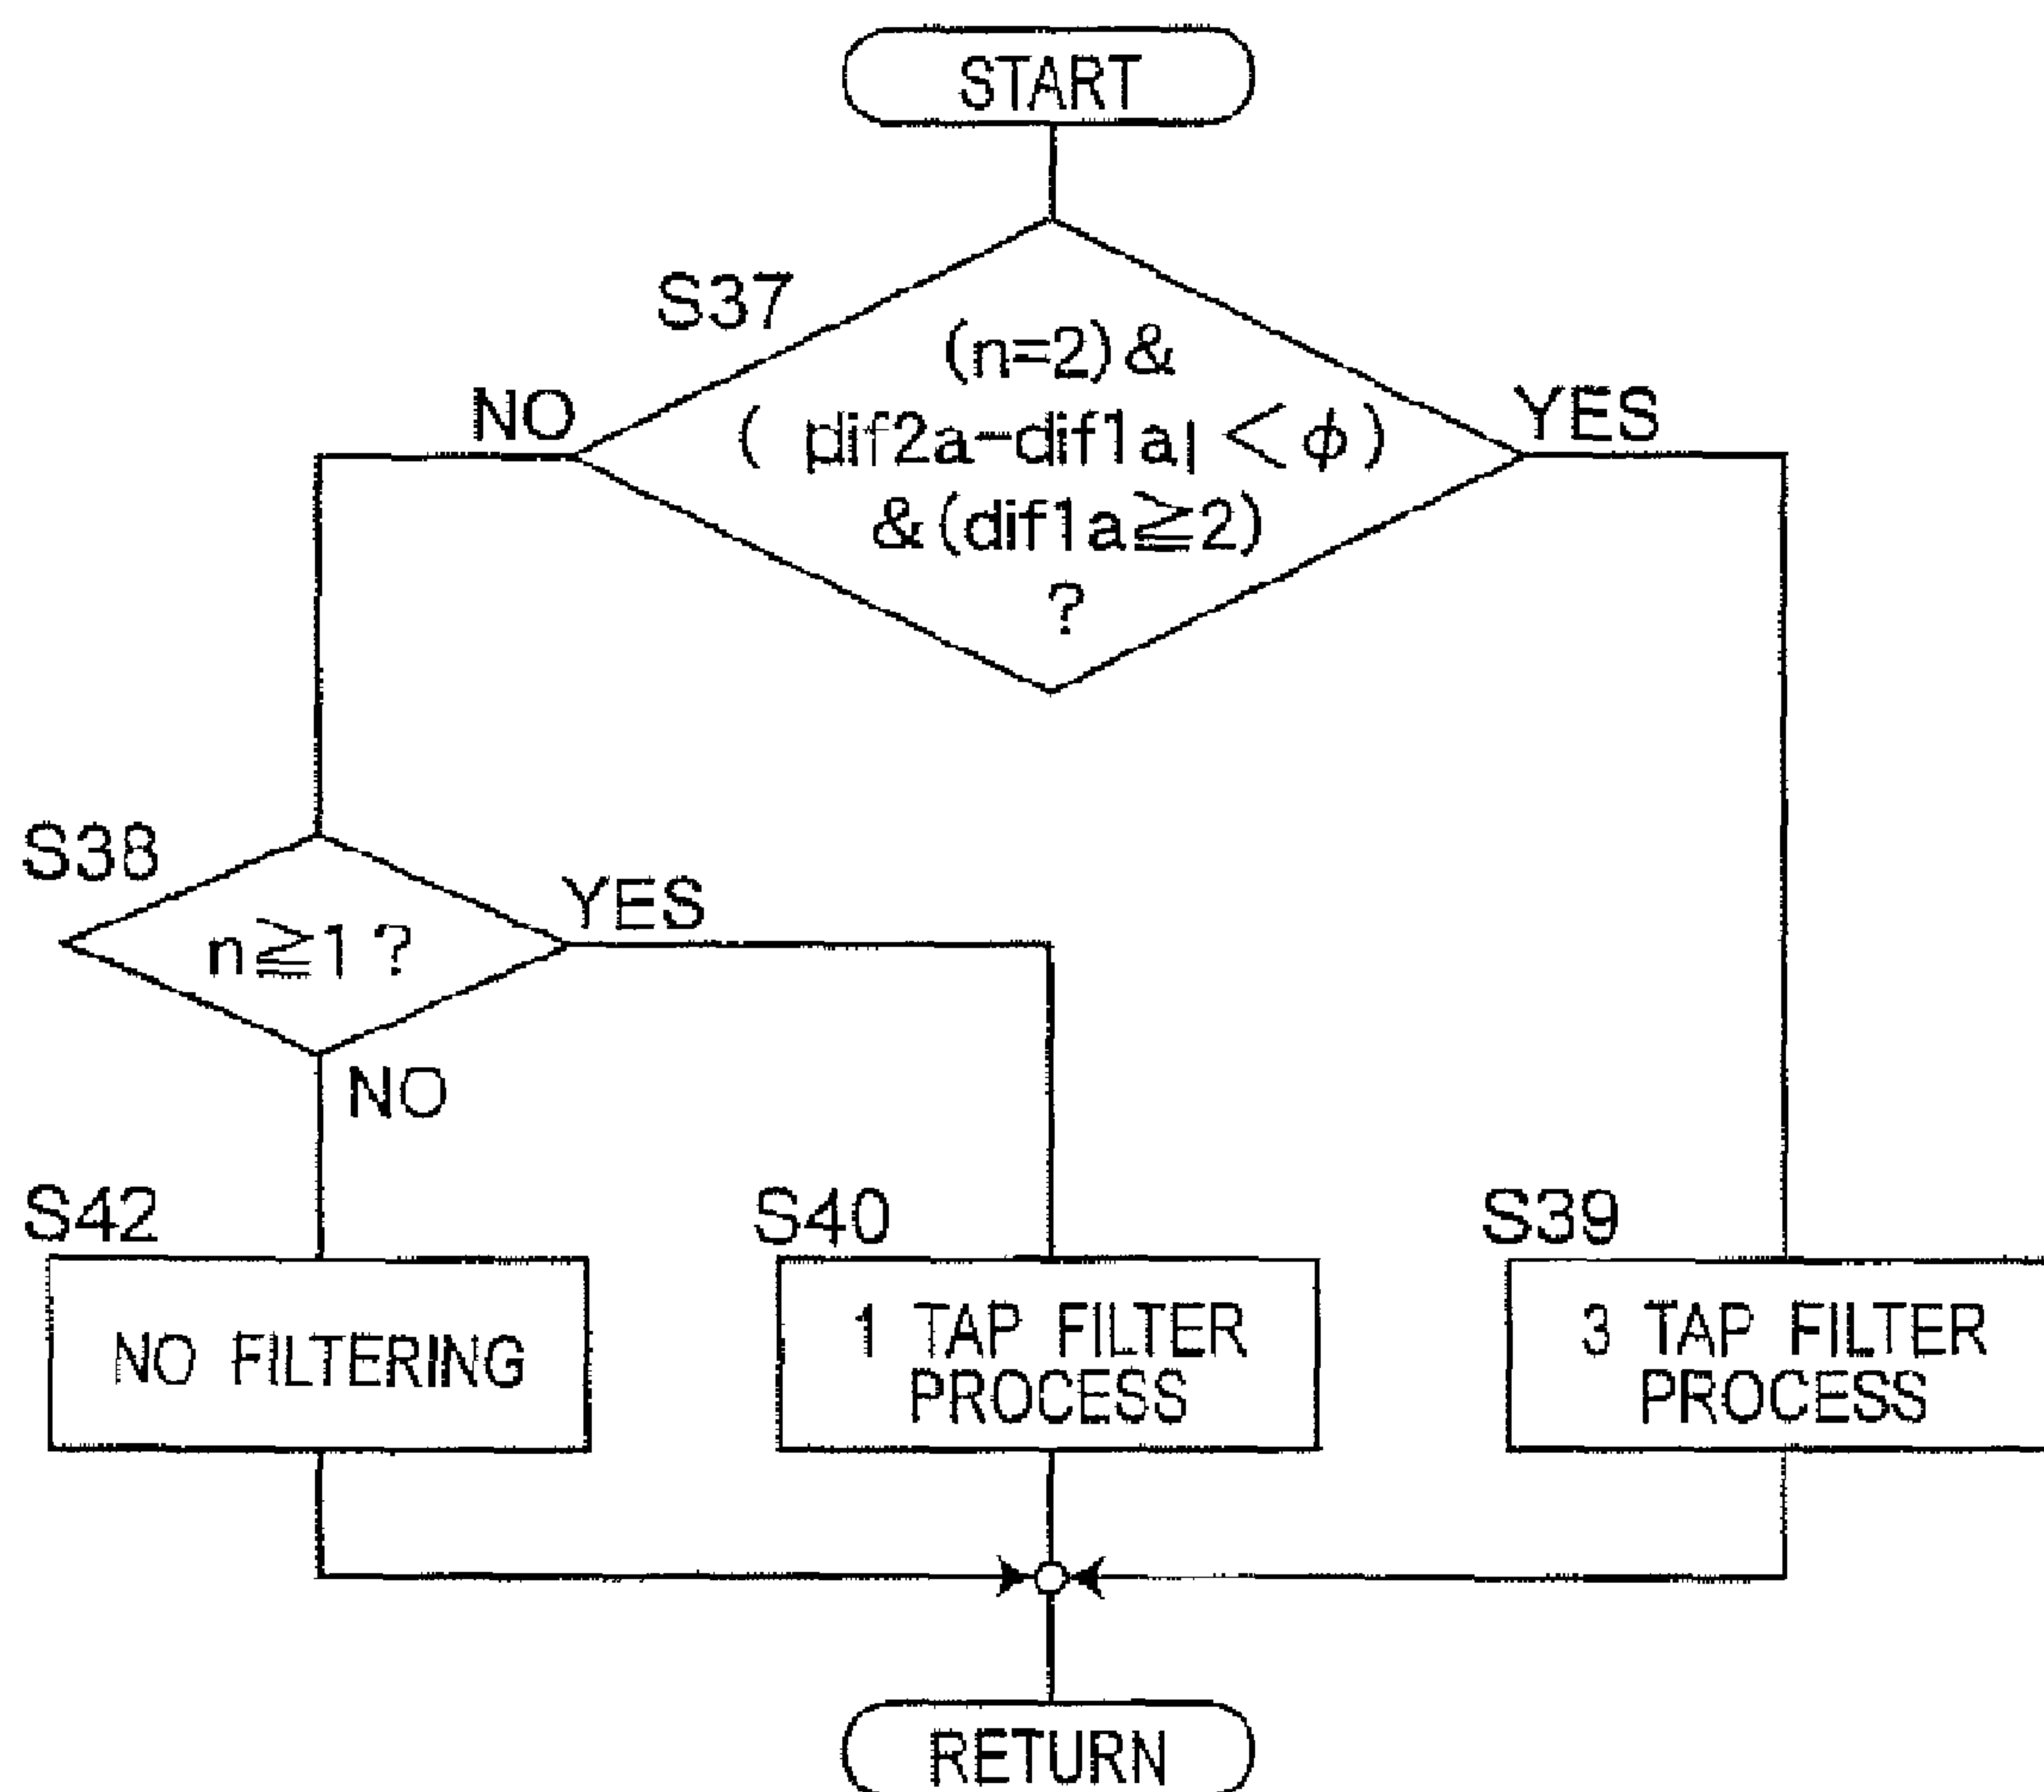 START
S37
(n=2)&
( |dif2a-dif1a| < φ)
&(dif1a≧2)
?
NO
YES
S38
n≧1?
YES
NO
S42
NO FILTERING
S40
1 TAP FILTER
PROCESS
S39
3 TAP FILTER
PROCESS
RETURN